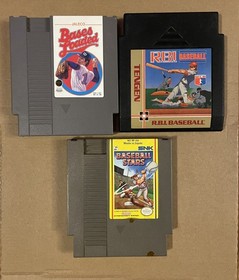 Bases
Loaded
RBI BASEBALL
TENGEN
R.B.I. BASEBALL
SNK
BASEBALL
STARS